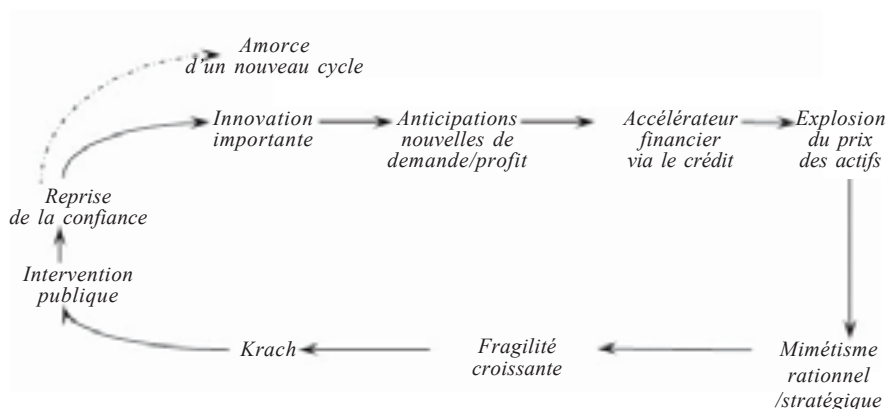 Amorce
d'un nouveau cycle
Innovation
importante
Anticipations
nouvelles de
demande/profit
Accélérateur
financier
via le crédit
Explosion
du prix
des actifs
Reprise
de la confiance
Intervention
publique
Krach
Fragilité
croissante
Mimétisme
rationnel
/stratégique